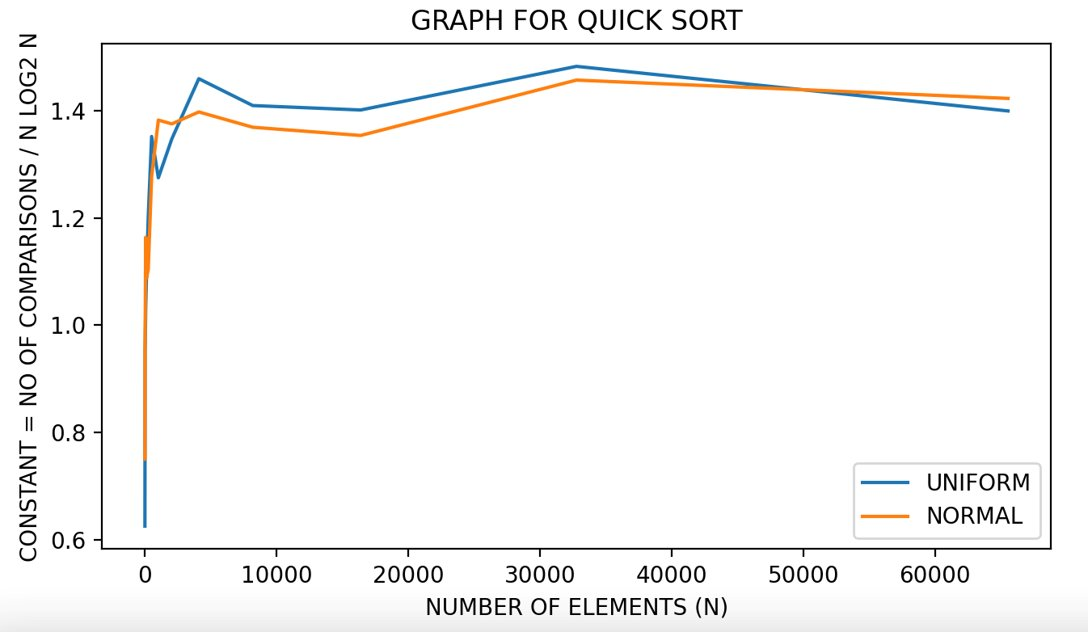 GRAPH FOR QUICK SORT
CONSTANT = NO OF COMPARISONS / N LOG2 N
1.4
1.2
1.0
0.8
0.6
UNIFORM
NORMAL
0 10000 20000 30000 40000 50000 60000
NUMBER OF ELEMENTS (N)